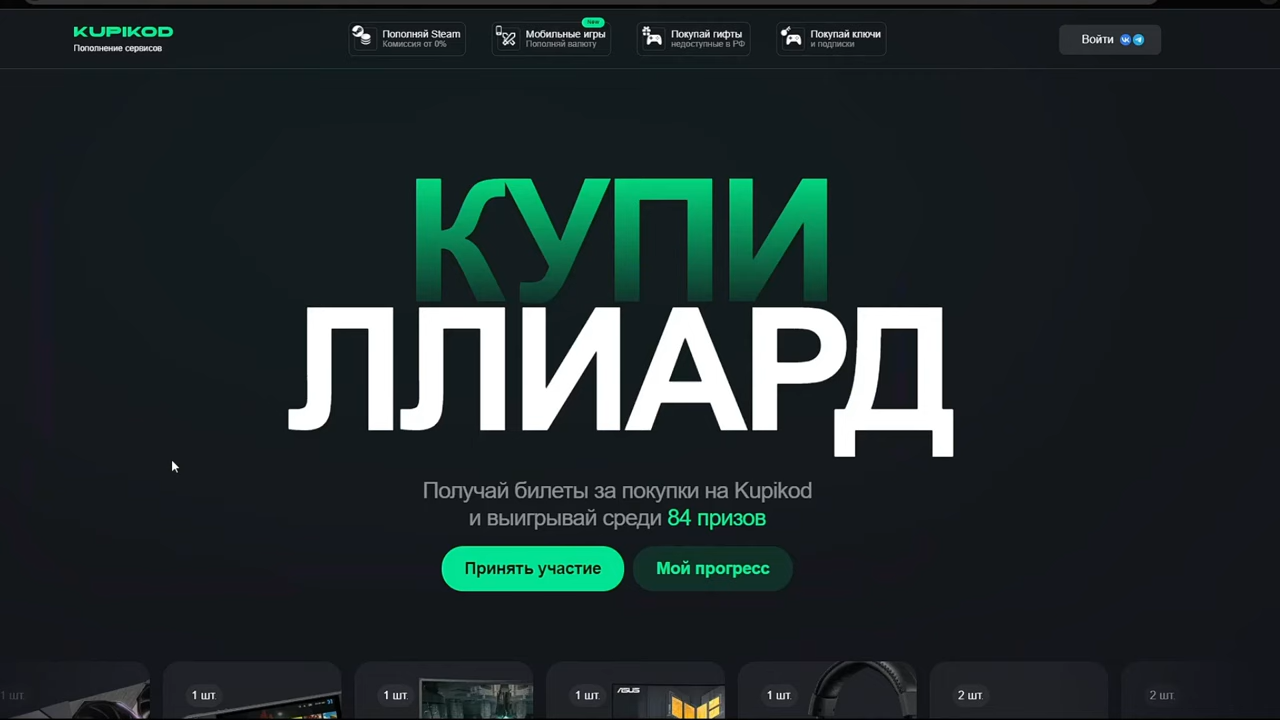 KUPIKOD
Пополнение сервисов
Пополняй Steam
Комиссия от 0%
New
Мобильные игры
Пополняй валюту
Покупай гифты
недоступные в РФ
Покупай ключи
и подписки
Войти
КУПИ
ЛЛИАРД
Получай билеты за покупки на Kupikod
и выигрывай среди 84 призов
Принять участие
Мой прогресс
1 шт.
1 шт.
1 шт.
1 шт.
ASUS
1 шт.
2 шт.
2 шт.